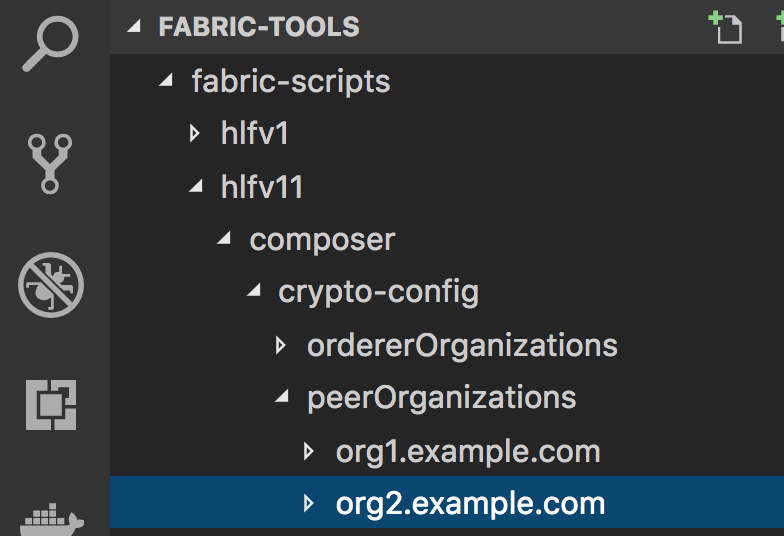 FABRIC-TOOLS
fabric-scripts
hlfv1
hlfv11
composer
crypto-config
ordererOrganizations
peerOrganizations
org1.example.com
org2.example.com